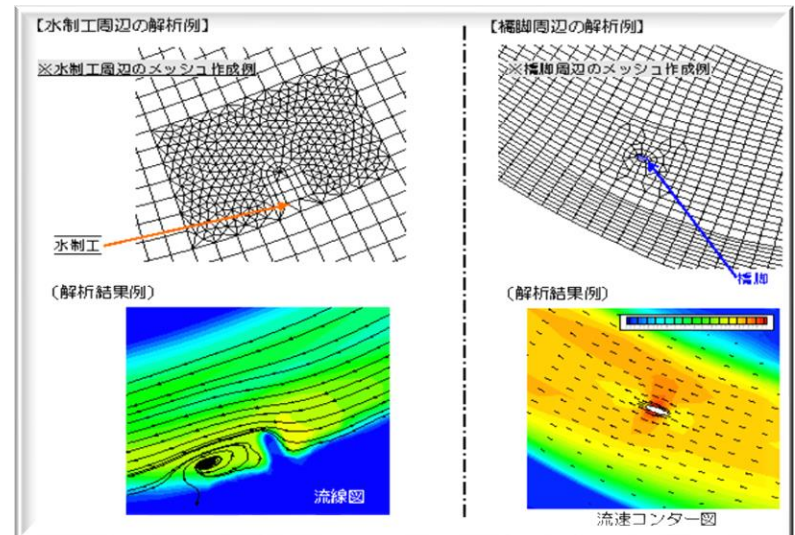 【水制工周辺の解析例】
※水制工周辺のメッシュ作成例
水制工
(解析結果例)
流線図
【橋脚周辺の解析例】
※橋脚周辺のメッシュ作成例
橋脚
(解析結果例)
流速コンター図